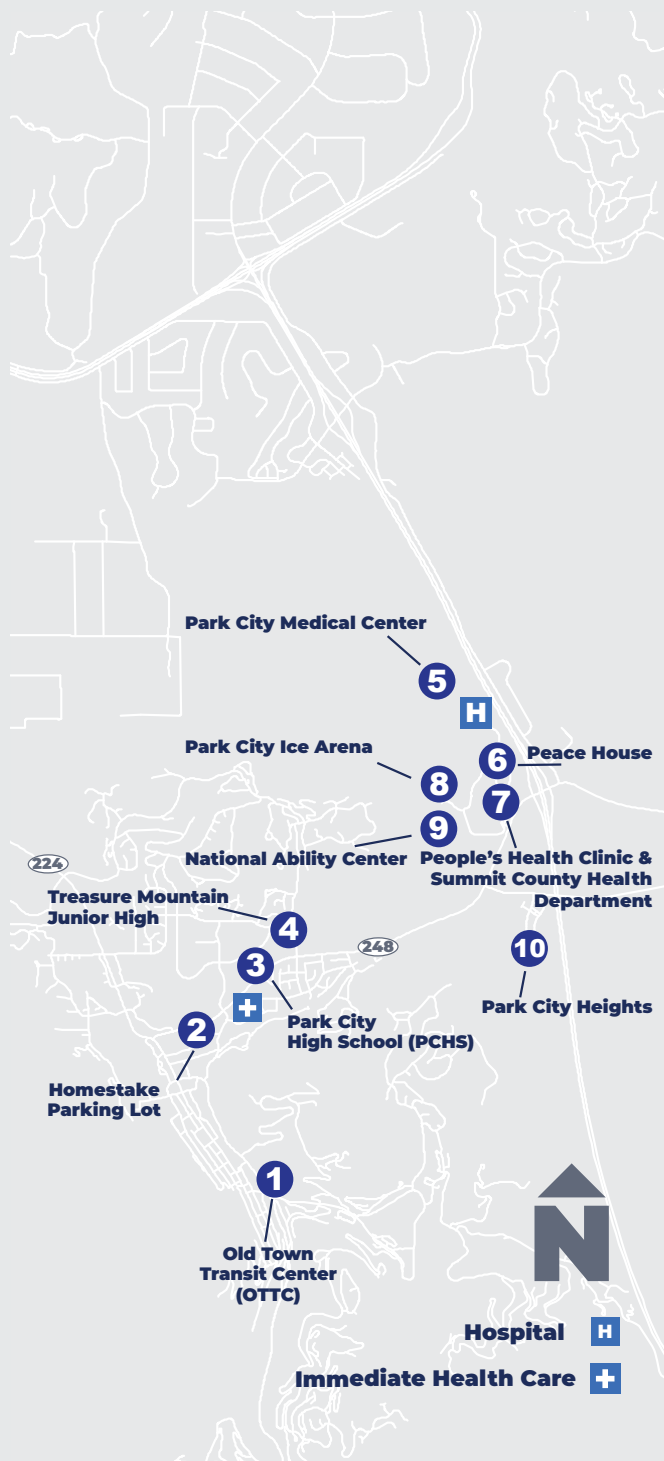 Park City Medical Center
5
H
Park City Ice Arena
6
Peace House
8
7
9
National Ability Center
People's Health Clinic &
Summit County Health
Department
224
Treasure Mountain
Junior High
4
248
10
3
Park City Heights
2
Park City
High School (PCHS)
Homestake
Parking Lot
1
Old Town
Transit Center
(OTTC)
N
Hospital H
Immediate Health Care